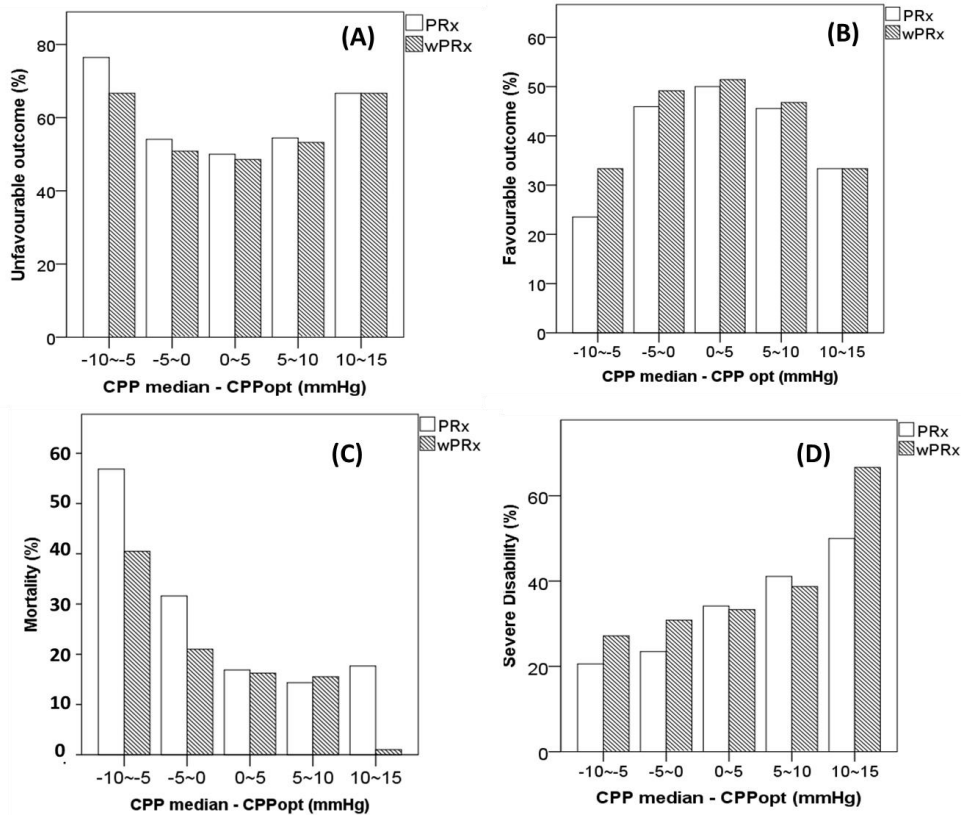 (A)
PRx
wPRx
Unfavourable outcome (%)
80
60
40
20
0
-10~-5
-5~0
0~5
5~10
10~15
CPP median - CPPopt (mmHg)
(B)
PRx
wPRx
Favourable outcome (%)
60
50
40
30
20
10
0
-10~-5
-5~0
0~5
5~10
10~15
CPP median - CPP opt (mmHg)
(C)
PRx
wPRx
Mortality (%)
60
50
40
30
20
10
0
-10~-5
-5~0
0~5
5~10
10~15
CPP median - CPPopt (mmHg)
(D)
PRx
wPRx
Severe Disability (%)
60
40
20
0
-10~-5
-5~0
0~5
5~10
10~15
CPP median - CPPopt (mmHg)